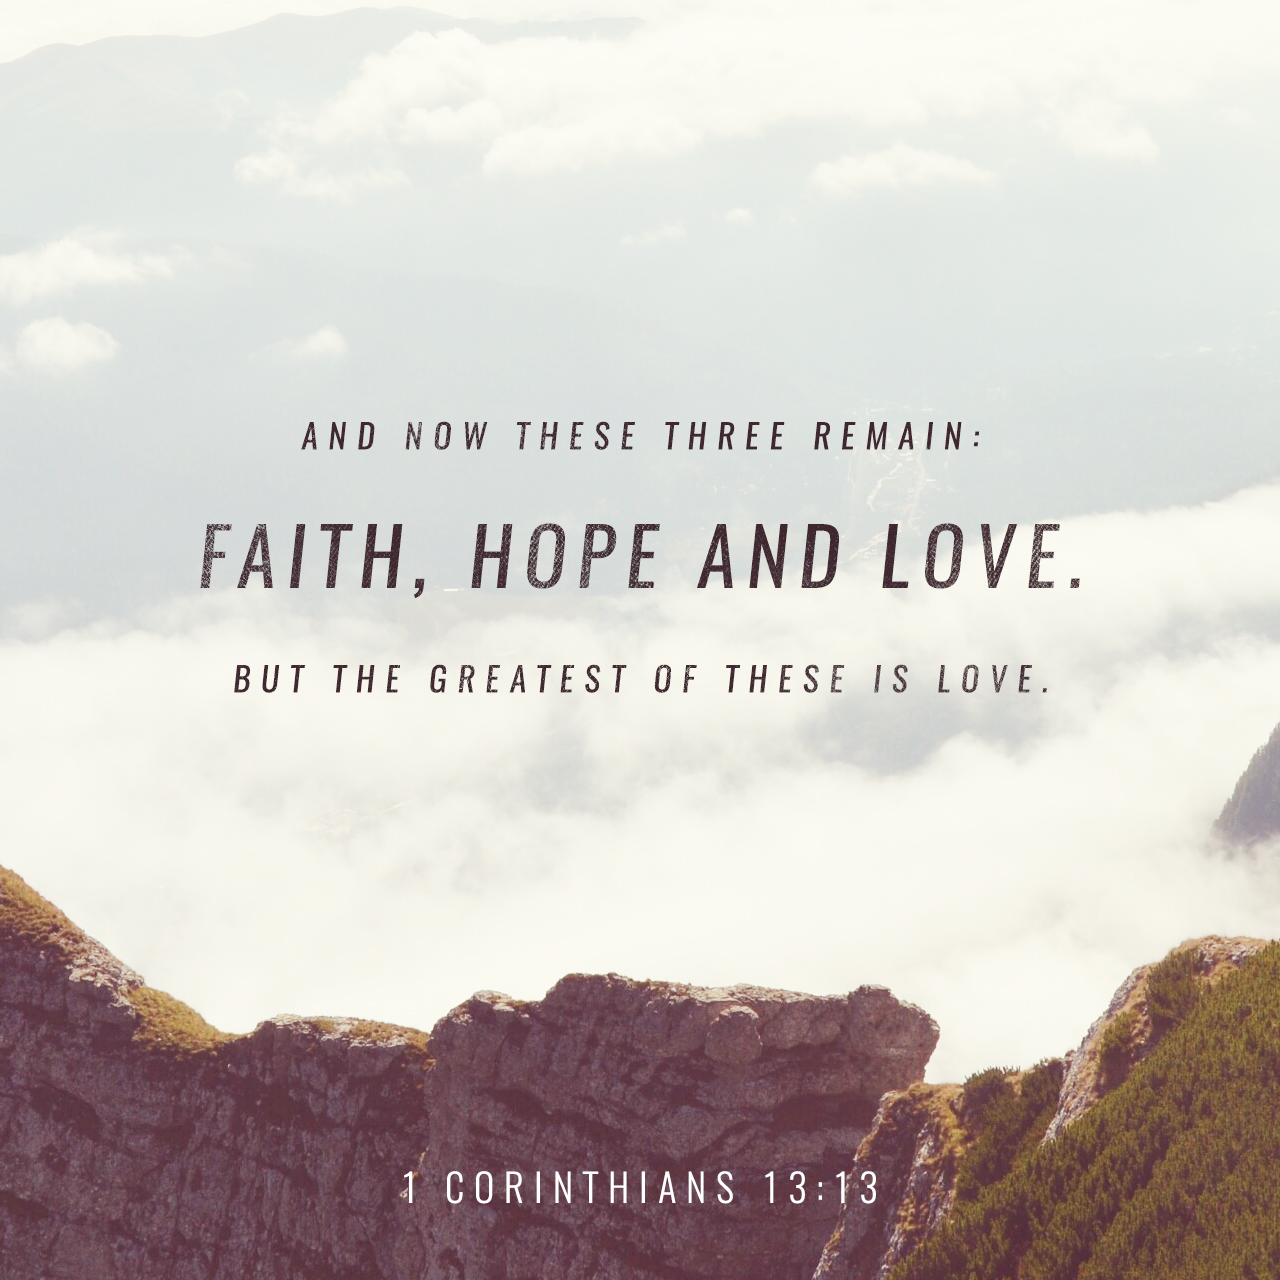 AND NOW THESE THREE REMAIN:
FAITH, HOPE AND LOVE.
BUT THE GREATEST OF THESE IS LOVE.
1 CORINTHIANS 13:13